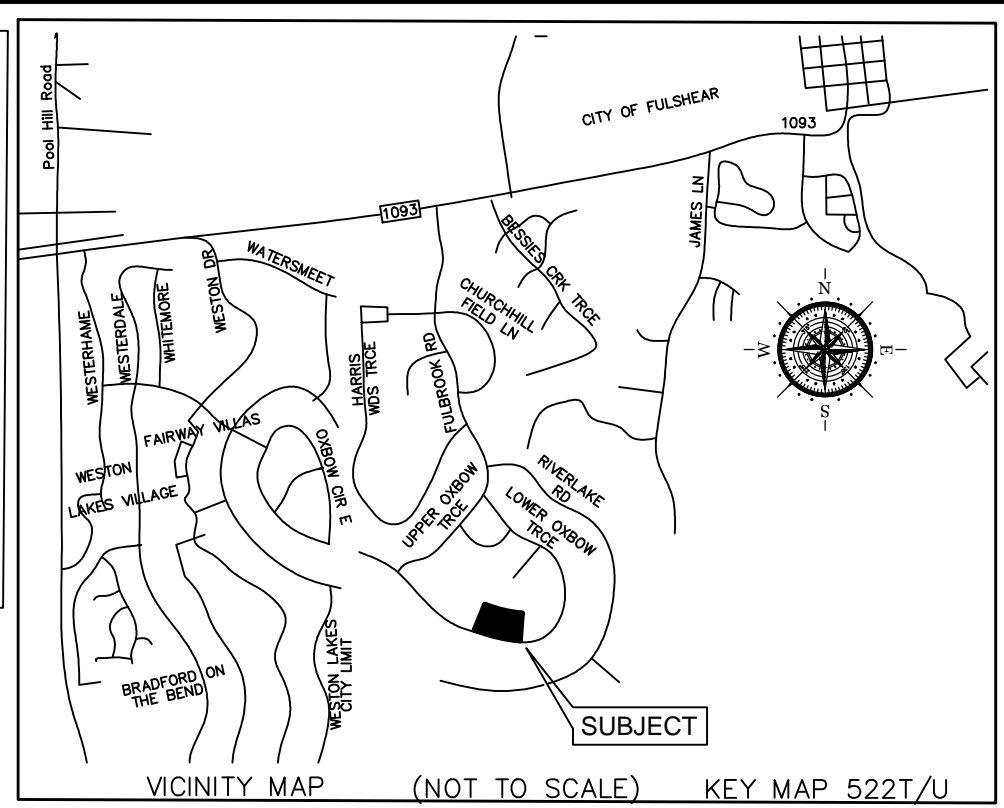 Pool Hill Road
CITY OF FULSHEAR
1093
1093
JAMES LN
BESSIES CRK TRCE
WATERSMEET
WESTON DR
CHURCHHILL
FIELD LN
WESTERHAME
WESTERDALE
WHITEMORE
HARRIS
WDS TRCE
FULBROOK RD
N
W
E
S
FAIRWAY VILLAS
OXBOW CIR E
WESTON
LAKES VILLAGE
UPPER OXBOW
TRCE
RIVERLAKE
RD
LOWER OXBOW
TRCE
BRADFORD ON
THE BEND
WESTON LAKES
CITY LIMIT
SUBJECT
VICINITY MAP (NOT TO SCALE) KEY MAP 522T/U